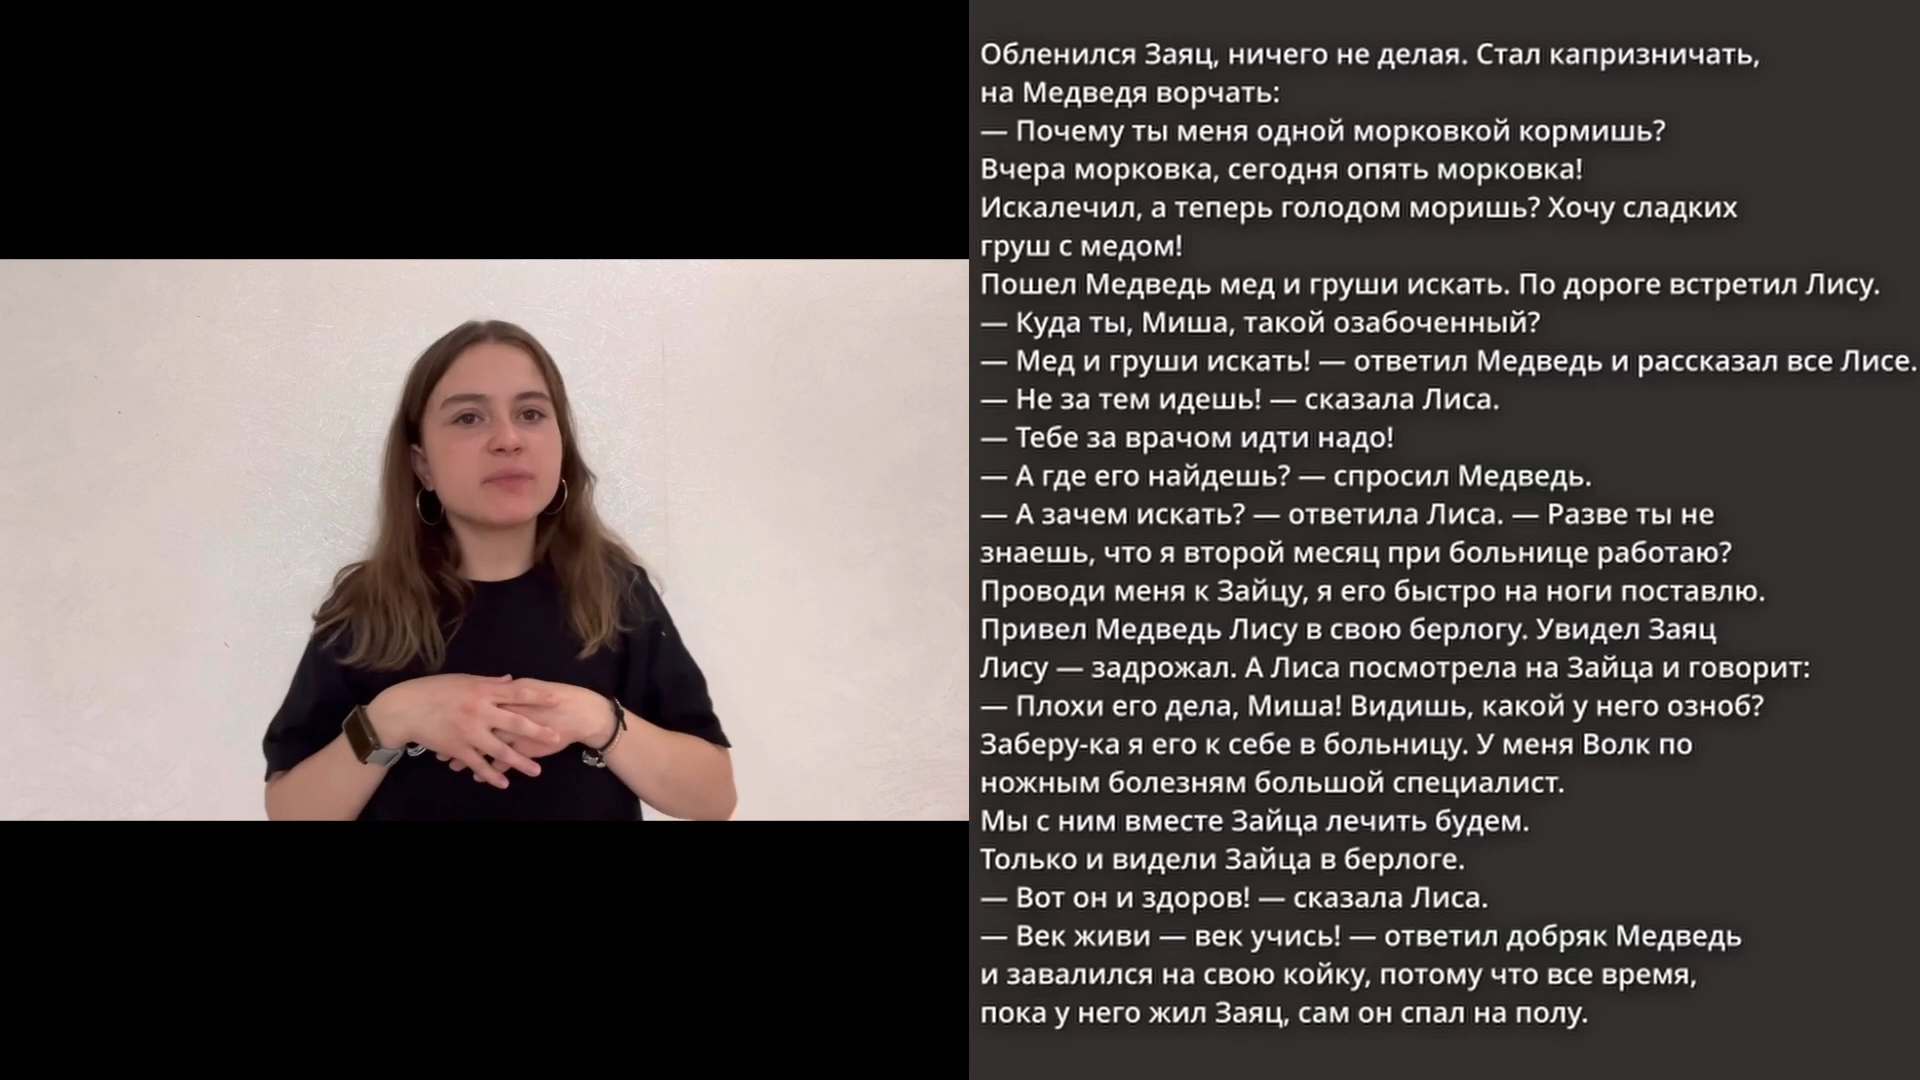 Обленился Заяц, ничего не делая. Стал капризничать,
на Медведя ворчать:
— Почему ты меня одной морковкой кормишь?
Вчера морковка, сегодня опять морковка!
Искалечил, а теперь голодом моришь? Хочу сладких
груш с медом!
Пошел Медведь мед и груши искать. По дороге встретил Лису.
— Куда ты, Миша, такой озабоченный?
— Мед и груши искать! — ответил Медведь и рассказал все Лисе.
— Не за тем идешь! — сказала Лиса.
— Тебе за врачом идти надо!
— А где его найдешь? — спросил Медведь.
— А зачем искать? — ответила Лиса. — Разве ты не
знаешь, что я второй месяц при больнице работаю?
Проводи меня к Зайцу, я его быстро на ноги поставлю.
Привел Медведь Лису в свою берлогу. Увидел Заяц
Лису — задрожал. А Лиса посмотрела на Зайца и говорит:
— Плохи его дела, Миша! Видишь, какой у него озноб?
Заберу-ка я его к себе в больницу. У меня Волк по
ножным болезням большой специалист.
Мы с ним вместе Зайца лечить будем.
Только и видели Зайца в берлоге.
— Вот он и здоров! — сказала Лиса.
— Век живи — век учись! — ответил добряк Медведь
и завалился на свою койку, потому что все время,
пока у него жил Заяц, сам он спал на полу.